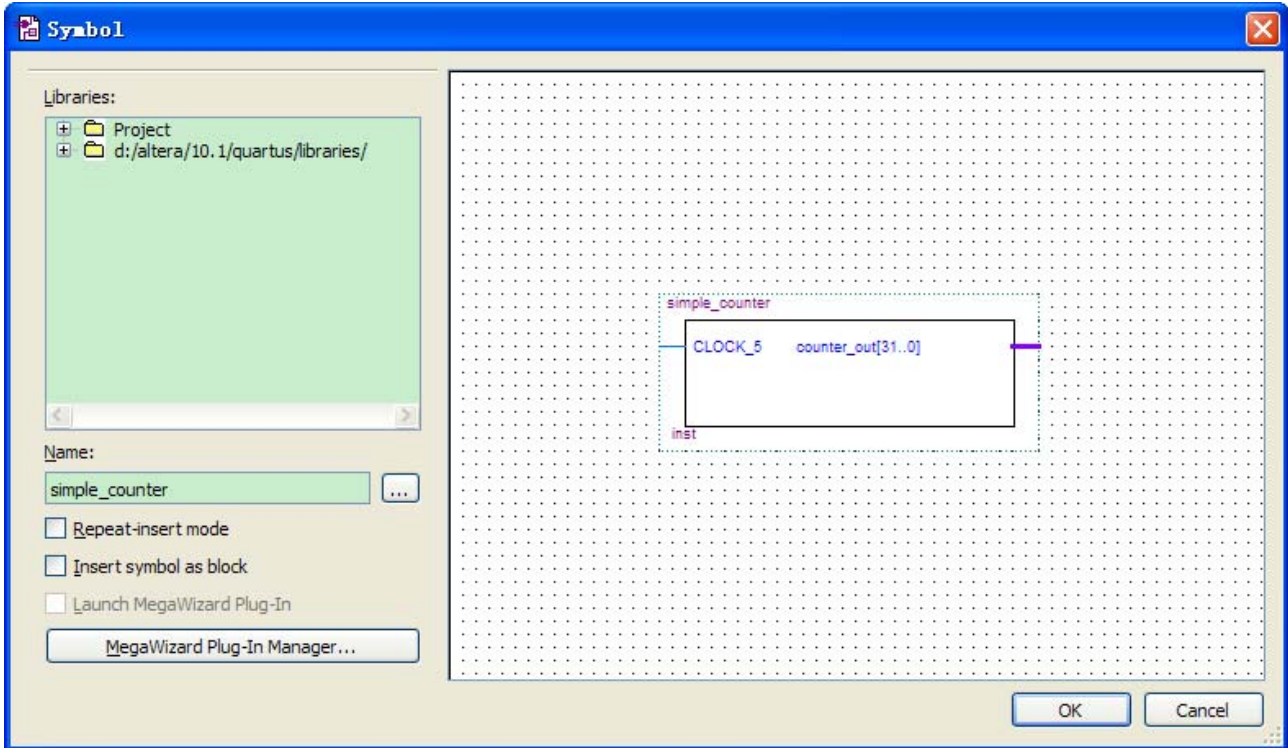 Symbol
Libraries:
Project
d:/altera/10.1/quartus/libraries/
Name:
simple_counter
...
Repeat-insert mode
Insert symbol as block
Launch MegaWizard Plug-In
MegaWizard Plug-In Manager...
simple_counter
CLOCK_5 counter_out[31..0]
inst
OK Cancel